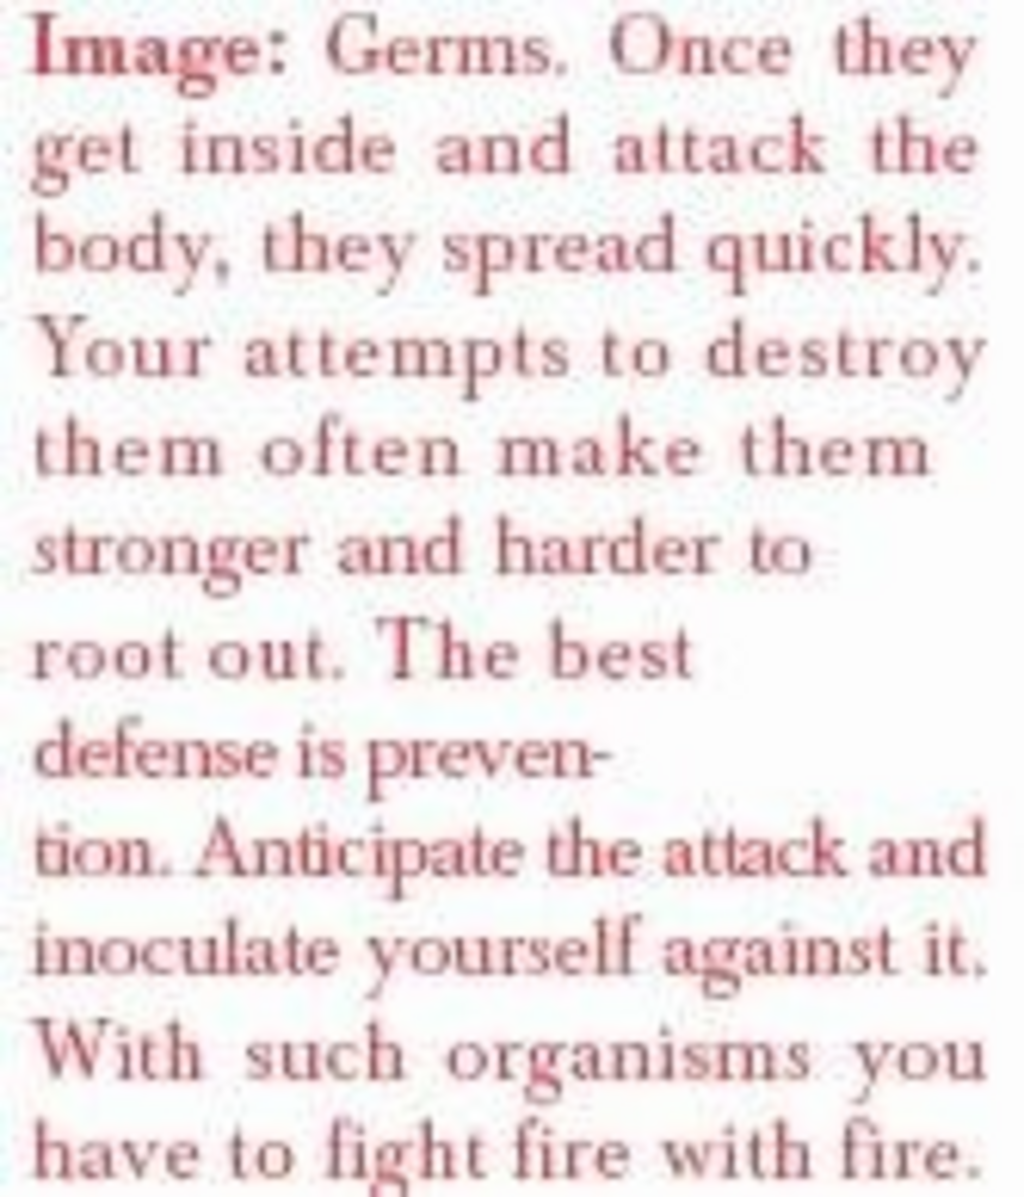 Image: Germs. Once they
get inside and attack the
body, they spread quickly.
Your attempts to destroy
them often make them
stronger and harder to
root out. The best
defense is preven-
tion. Anticipate the attack and
inoculate yourself against it.
With such organisms you
have to fight fire with fire.